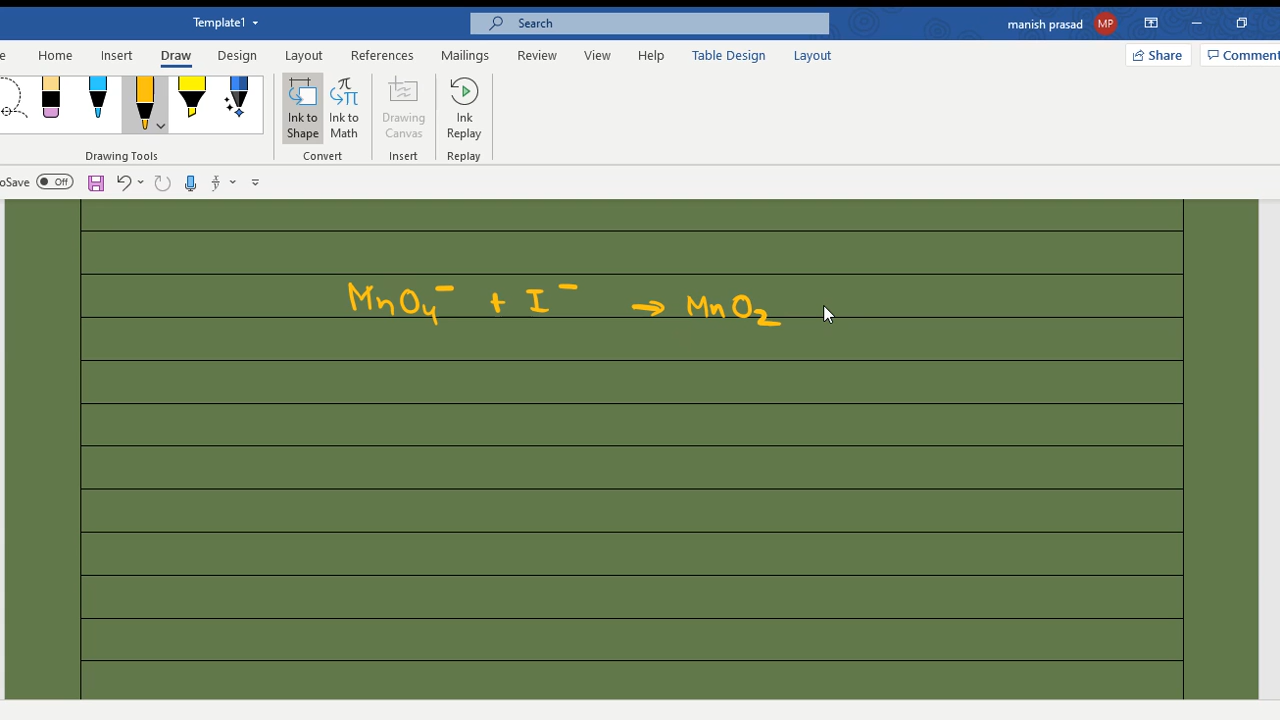 Template1
Search
manish prasad MP
Home Insert Draw Design Layout References Mailings Review View Help Table Design Layout Share Comment
Ink to Shape
Ink to Math
Drawing Canvas
Ink Replay
Drawing Tools Convert Insert Replay
oSave Off
MnO₄⁻ + I⁻ → MnO₂